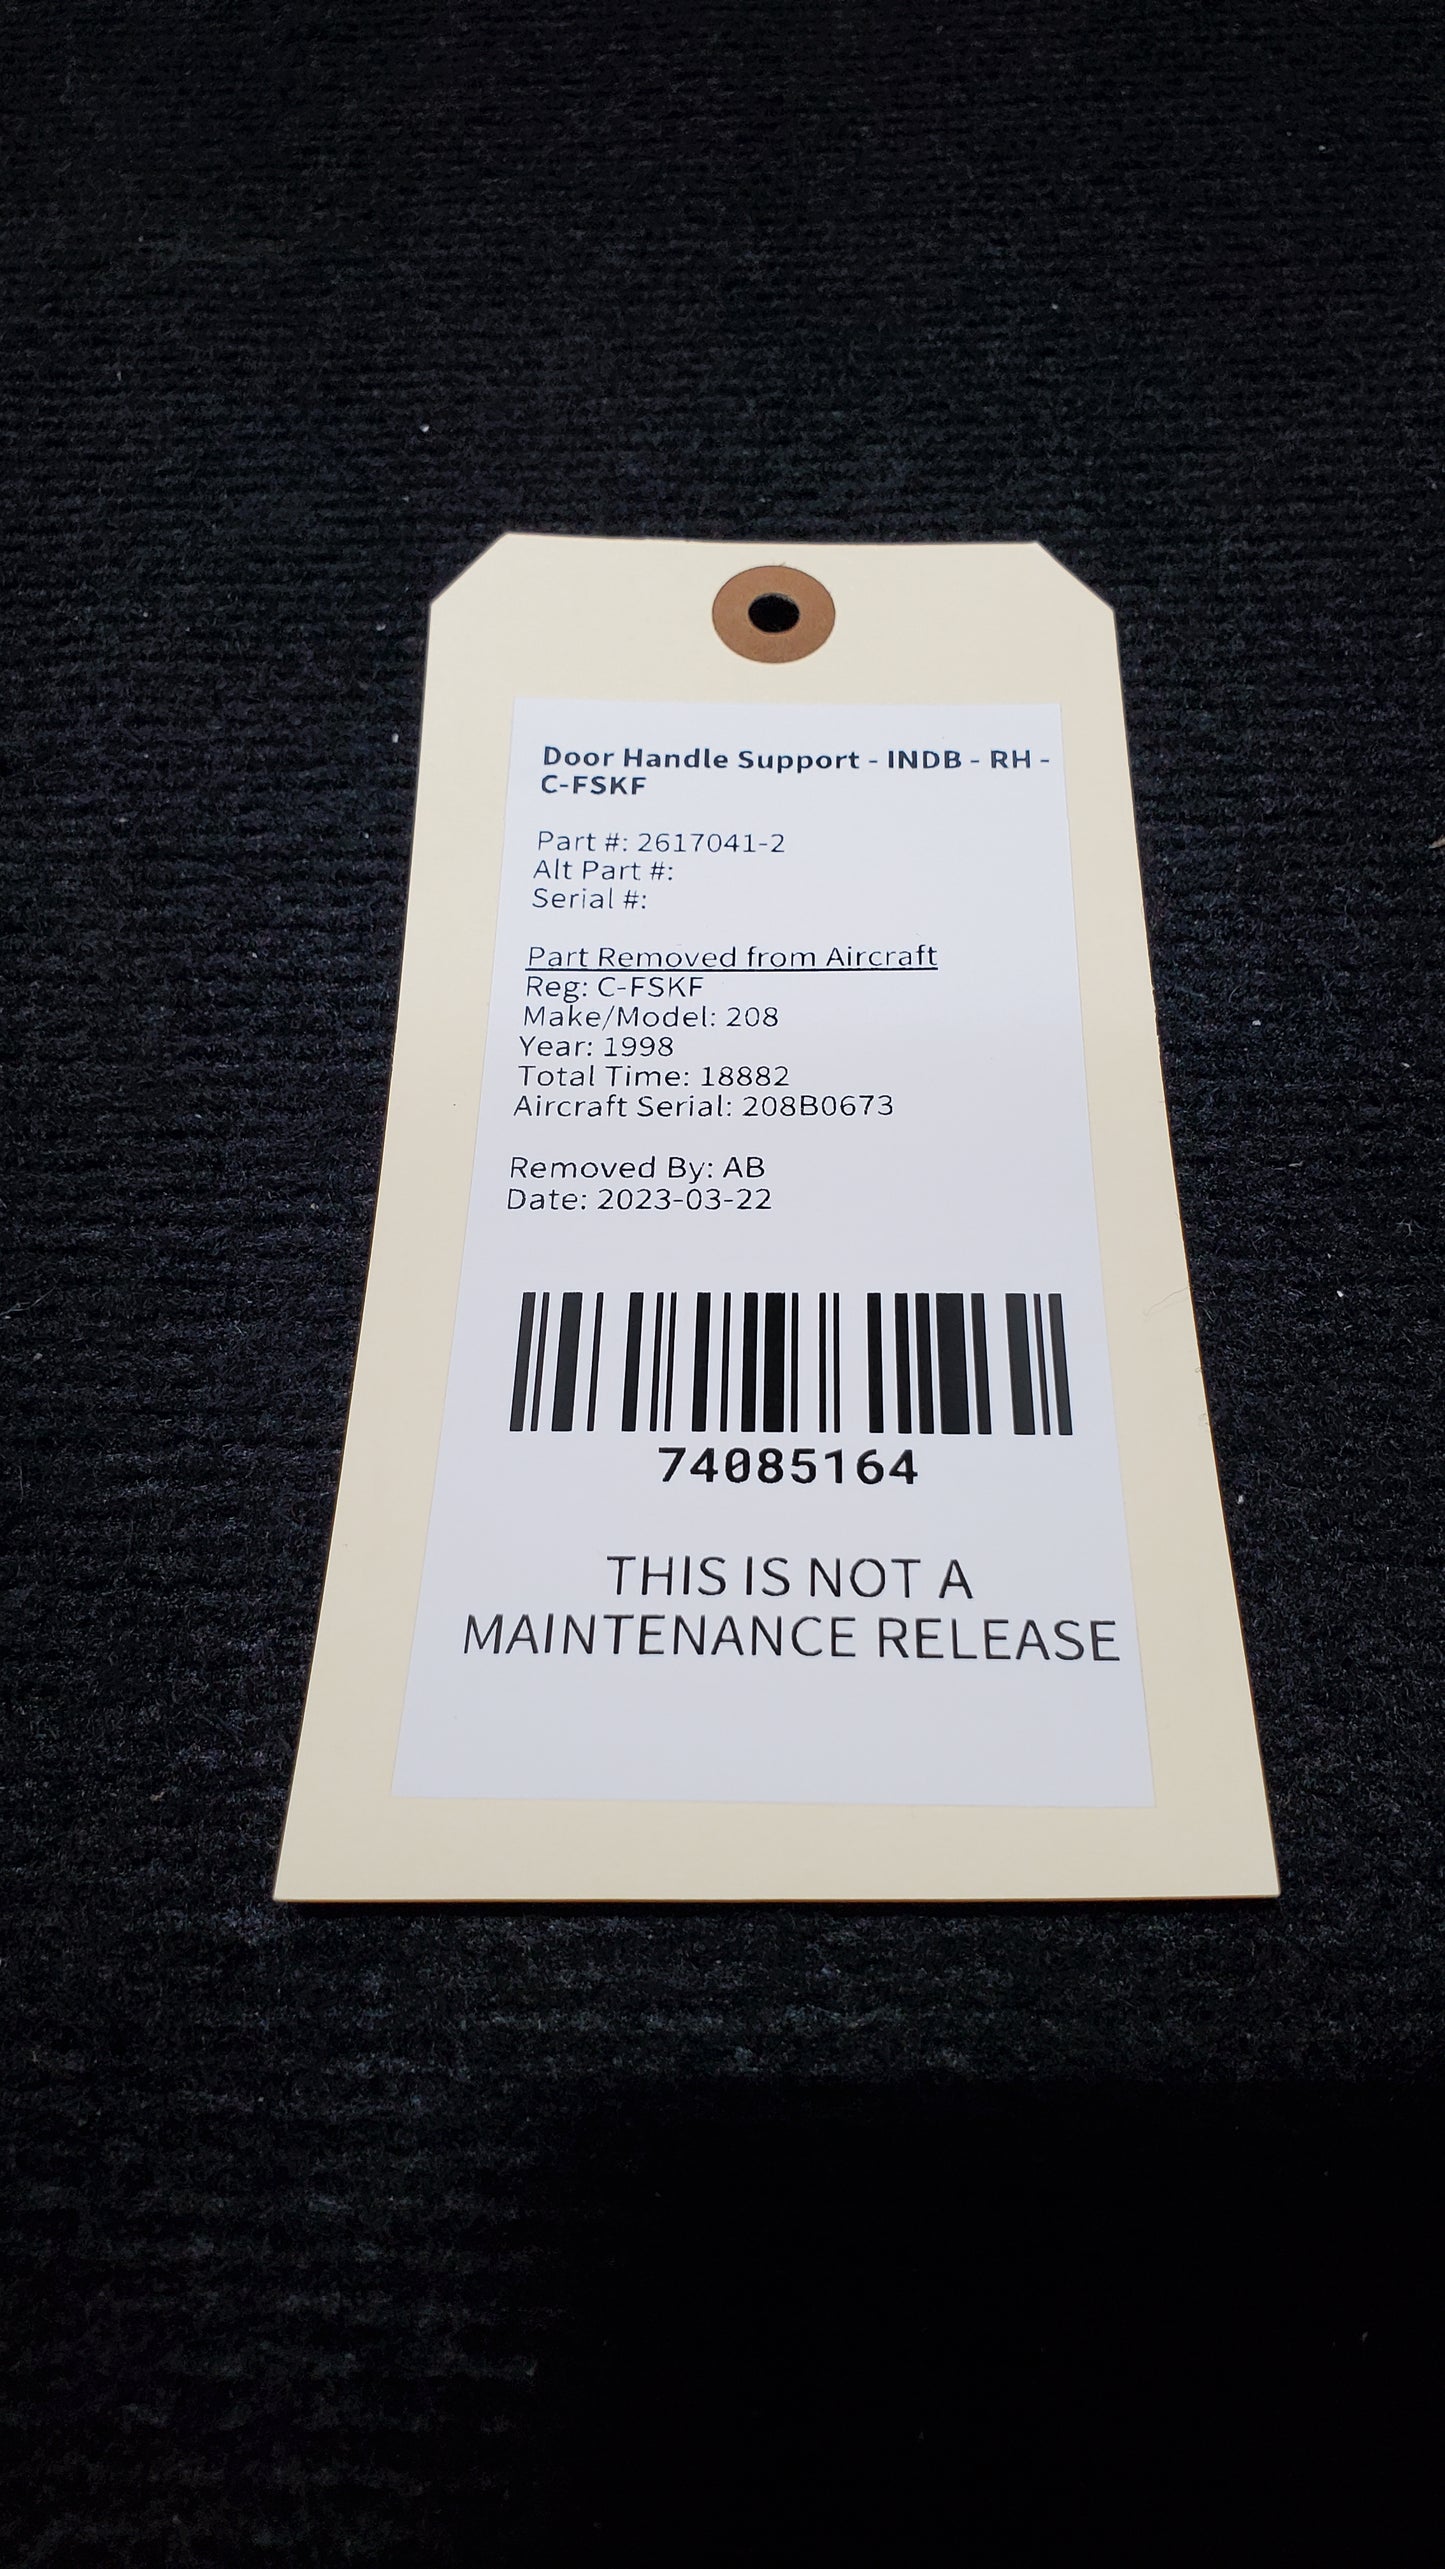 Door Handle Support - INDB - RH -
C-FSKF
Part #: 2617041-2
Alt Part #:
Serial #:
Part Removed from Aircraft
Reg: C-FSKF
Make/Model: 208
Year: 1998
Total Time: 18882
Aircraft Serial: 208B0673
Removed By: AB
Date: 2023-03-22
74085164
THIS IS NOT A
MAINTENANCE RELEASE